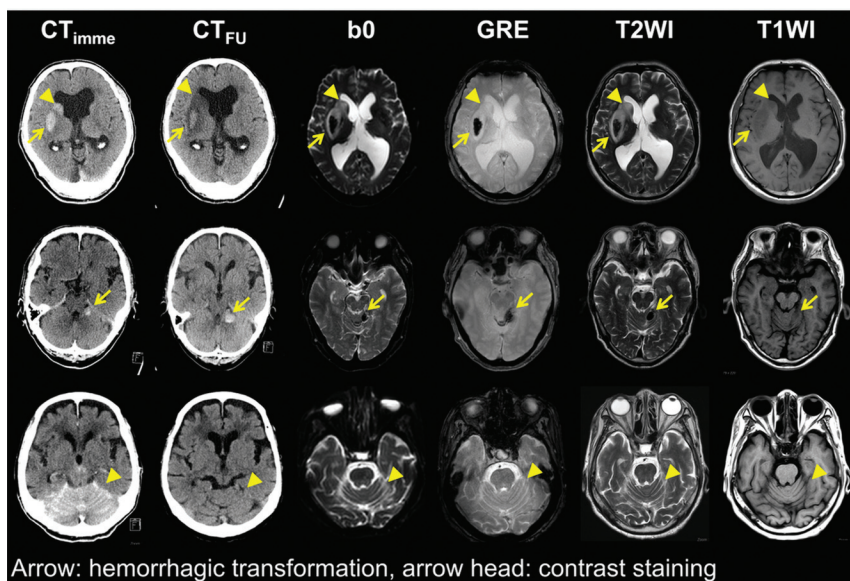 CTimme CTFU b0 GRE T2WI T1WI
Arrow: hemorrhagic transformation, arrow head: contrast staining